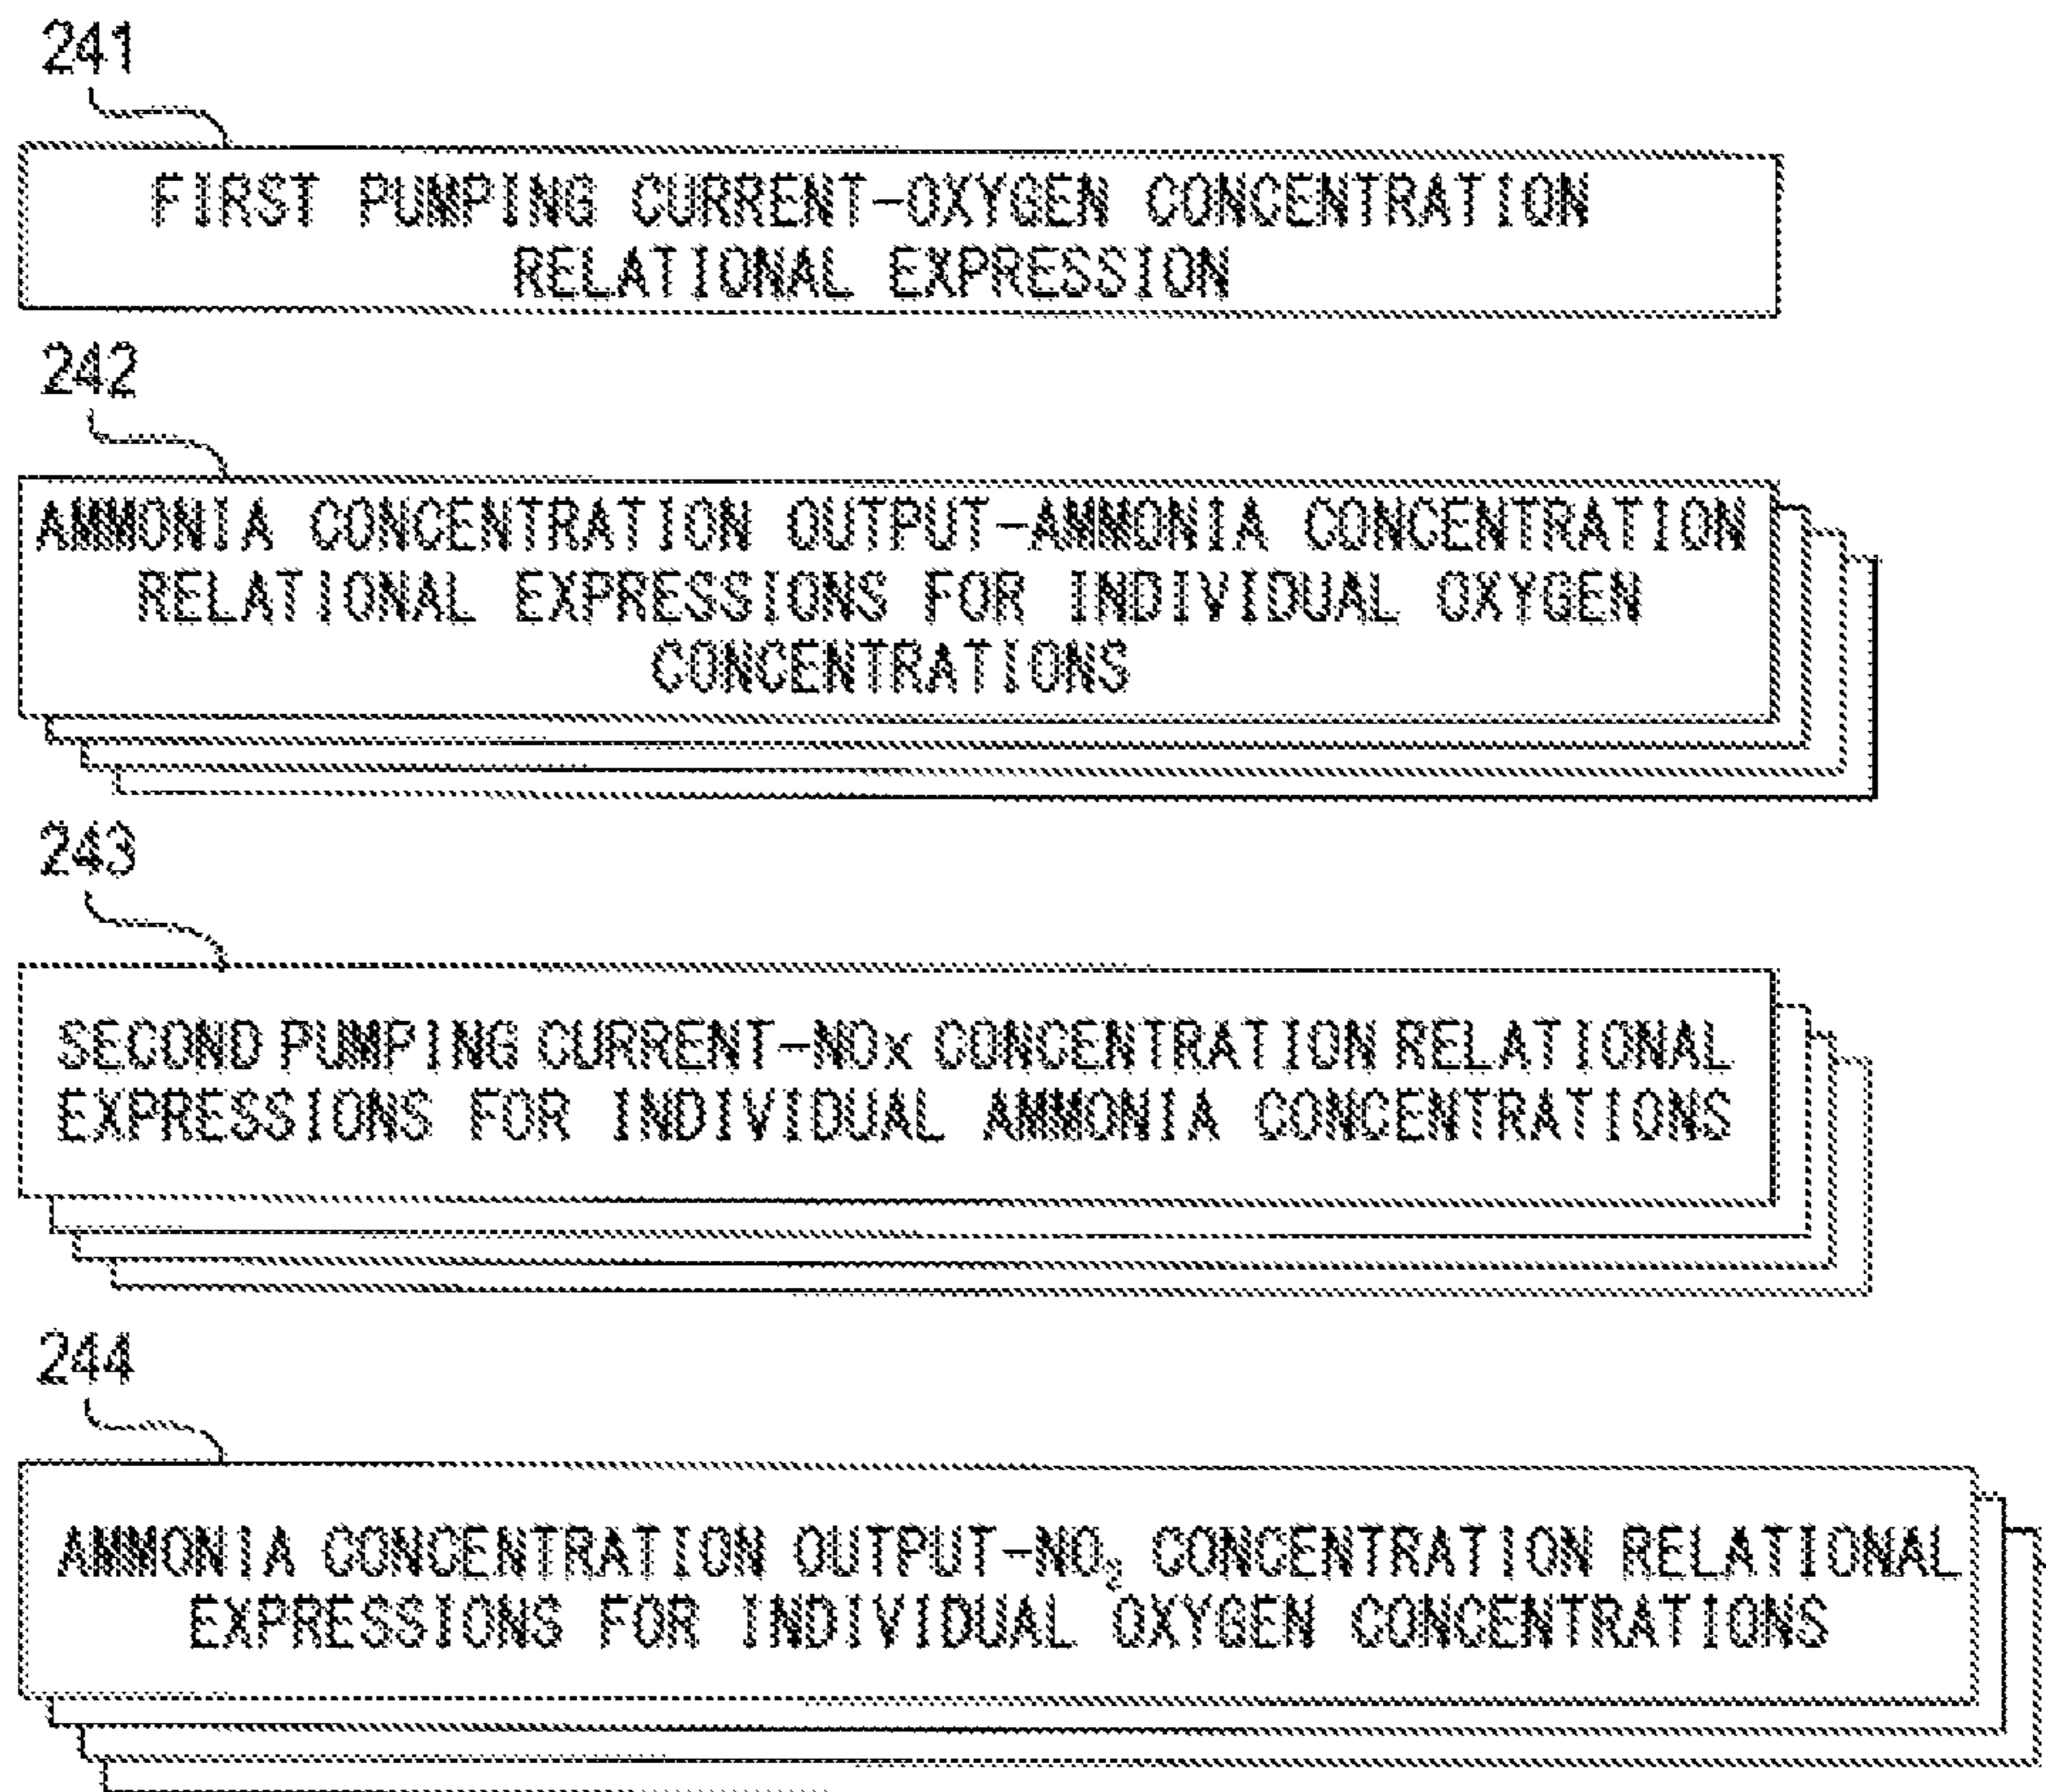 241
FIRST PUMPING CURRENT-OXYGEN CONCENTRATION
RELATIONAL EXPRESSION
242
AMMONIA CONCENTRATION OUTPUT-AMMONIA CONCENTRATION
RELATIONAL EXPRESSIONS FOR INDIVIDUAL OXYGEN
CONCENTRATIONS
243
SECOND PUMPING CURRENT-NOx CONCENTRATION RELATIONAL
EXPRESSIONS FOR INDIVIDUAL AMMONIA CONCENTRATIONS
244
AMMONIA CONCENTRATION OUTPUT-NO₂ CONCENTRATION RELATIONAL
EXPRESSIONS FOR INDIVIDUAL OXYGEN CONCENTRATIONS